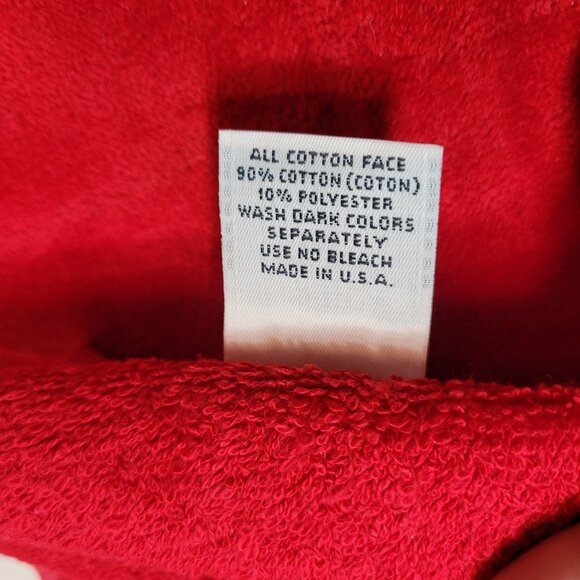 ALL COTTON FACE
90% COTTON (COTON)
10% POLYESTER
WASH DARK COLORS
SEPARATELY
USE NO BLEACH
MADE IN U.S.A.